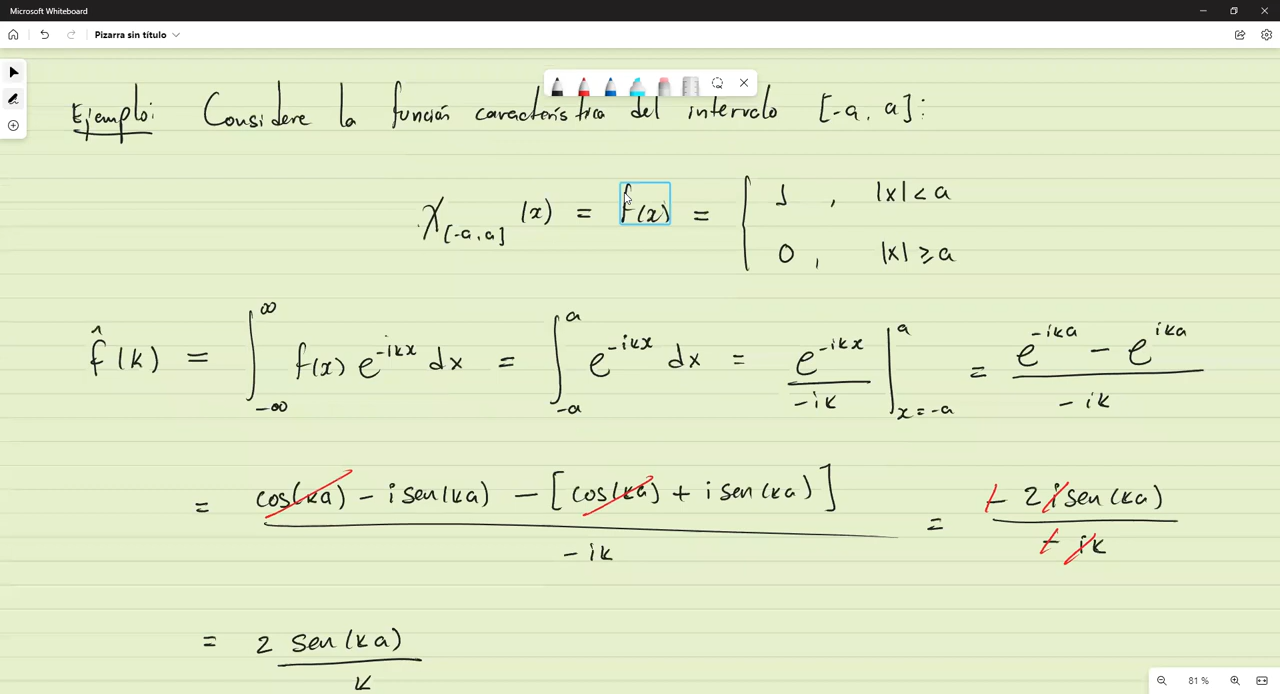 Microsoft Whiteboard
Pizarra sin título
Ejemplo: Considere la función característica del intervalo [-a, a]:
χ_[-a,a] (x) = f(x) = { 1 , |x| < a
0 , |x| ≥ a
f̂(k) = ∫_{-∞}^{∞} f(x) e^{-ikx} dx = ∫_{-a}^{a} e^{-ikx} dx = e^{-ikx} / -ik |_{x=-a}^{a} = (e^{-ika} - e^{ika}) / -ik
= (cos(ka) - i sen(ka) - [cos(ka) + i sen(ka)]) / -ik = - 2i sen(ka) / - ik
= 2 sen(ka) / k
81 %